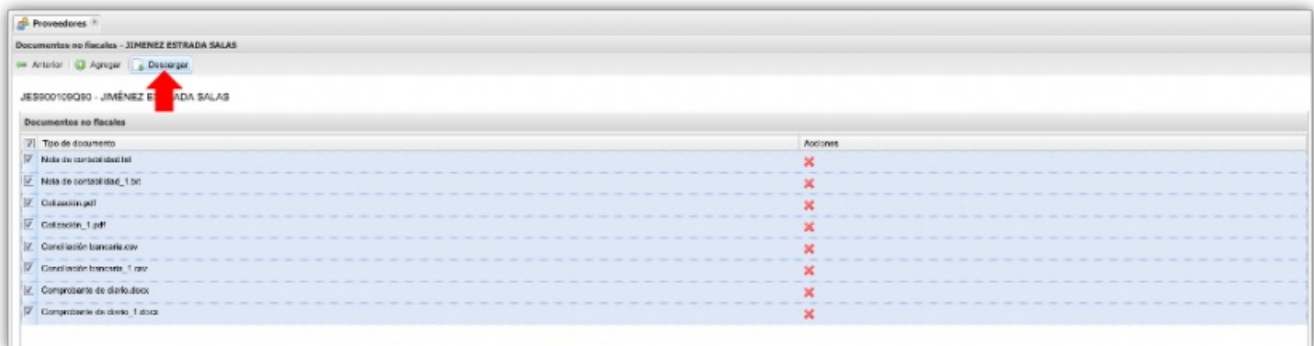 Proveedores
Documentos no fiscales - JIMENEZ ESTRADA SALAS
Anterior Agregar Descargar
JES900109Q90 - JIMÉNEZ ADA SALAS
Documentos no fiscales
Tipo de documento Acciones
Nota de contabilidad.txt
Nota de contabilidad_1.txt
Cotización.pdf
Cotización_1.pdf
Conciliación bancaria.csv
Conciliación bancaria_1.csv
Comprobante de diario.docx
Comprobante de diario_1.docx